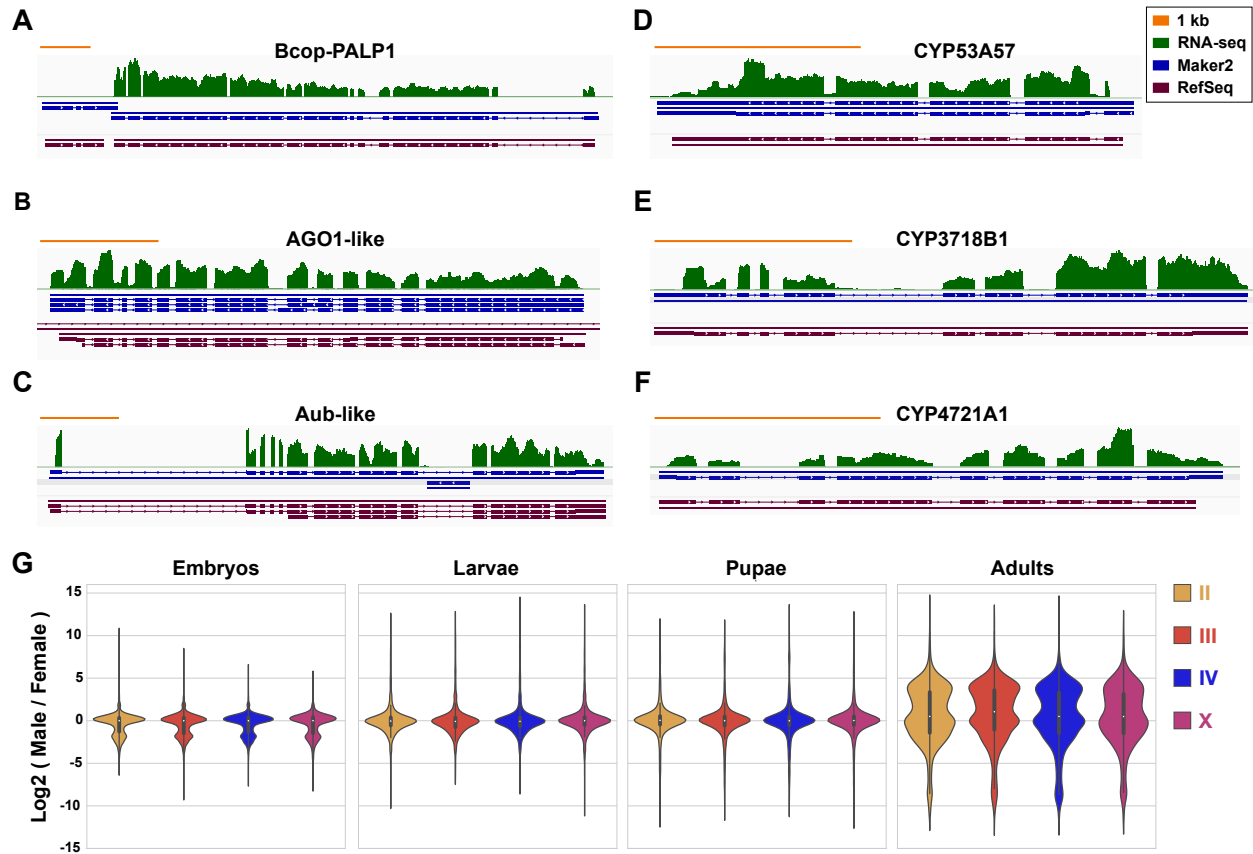 A
Bcop-PALP1
D
CYP53A57
1 kb
RNA-seq
Maker2
RefSeq
B
AGO1-like
E
CYP3718B1
C
Aub-like
F
CYP4721A1
G
Embryos
Larvae
Pupae
Adults
Log2 ( Male / Female )
15
10
5
0
-5
-10
-15
II
III
IV
X